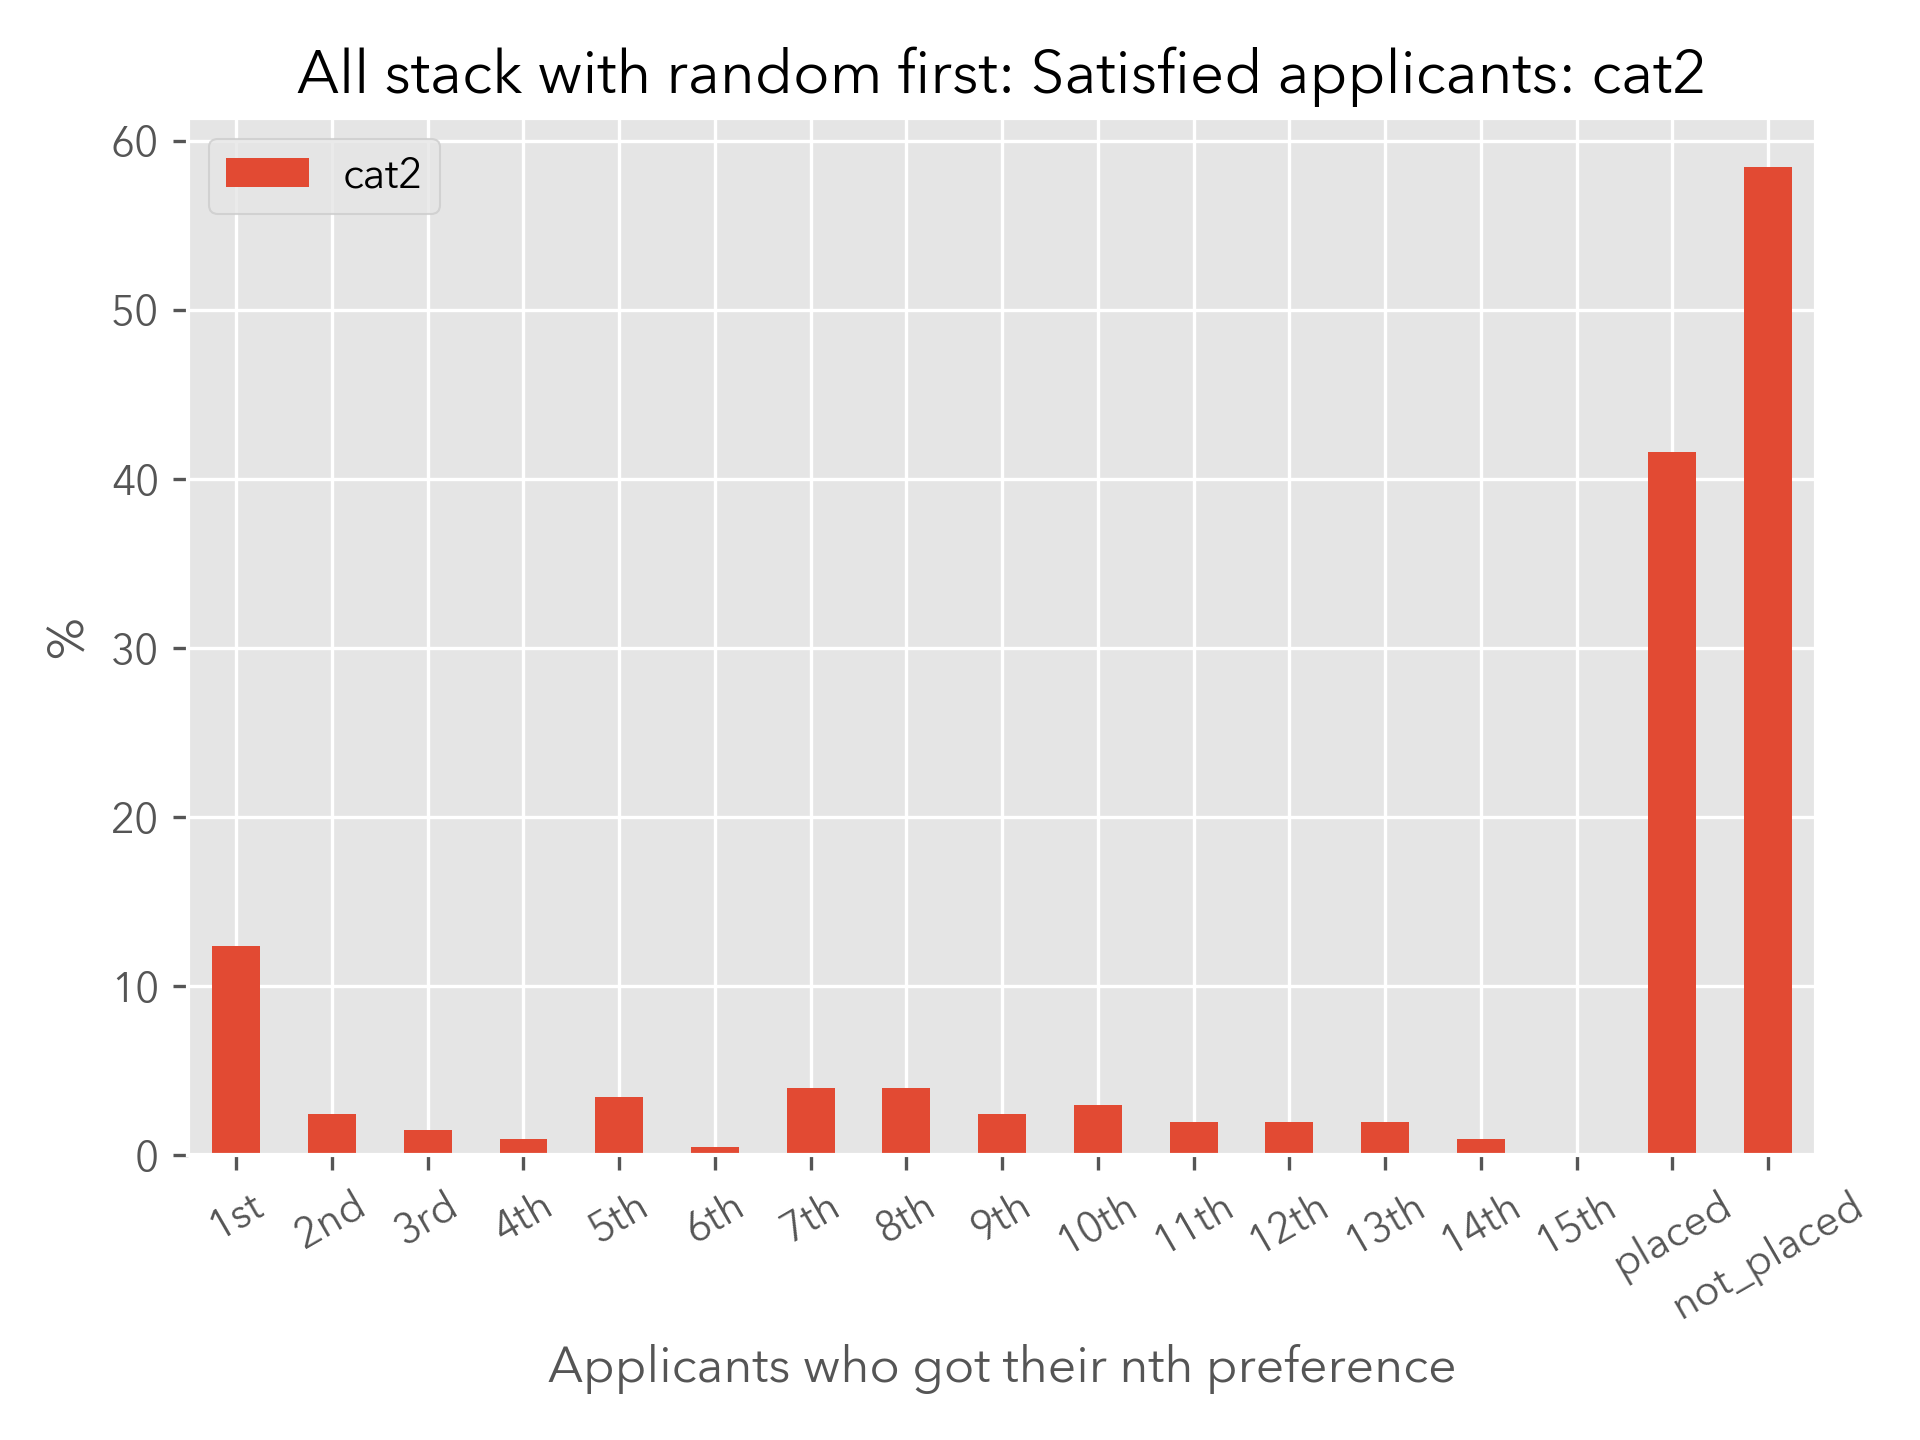 All stack with random first: Satisfied applicants: cat2
cat2
%
60
50
40
30
20
10
0
1st 2nd 3rd 4th 5th 6th 7th 8th 9th 10th 11th 12th 13th 14th 15th placed not_placed
Applicants who got their nth preference